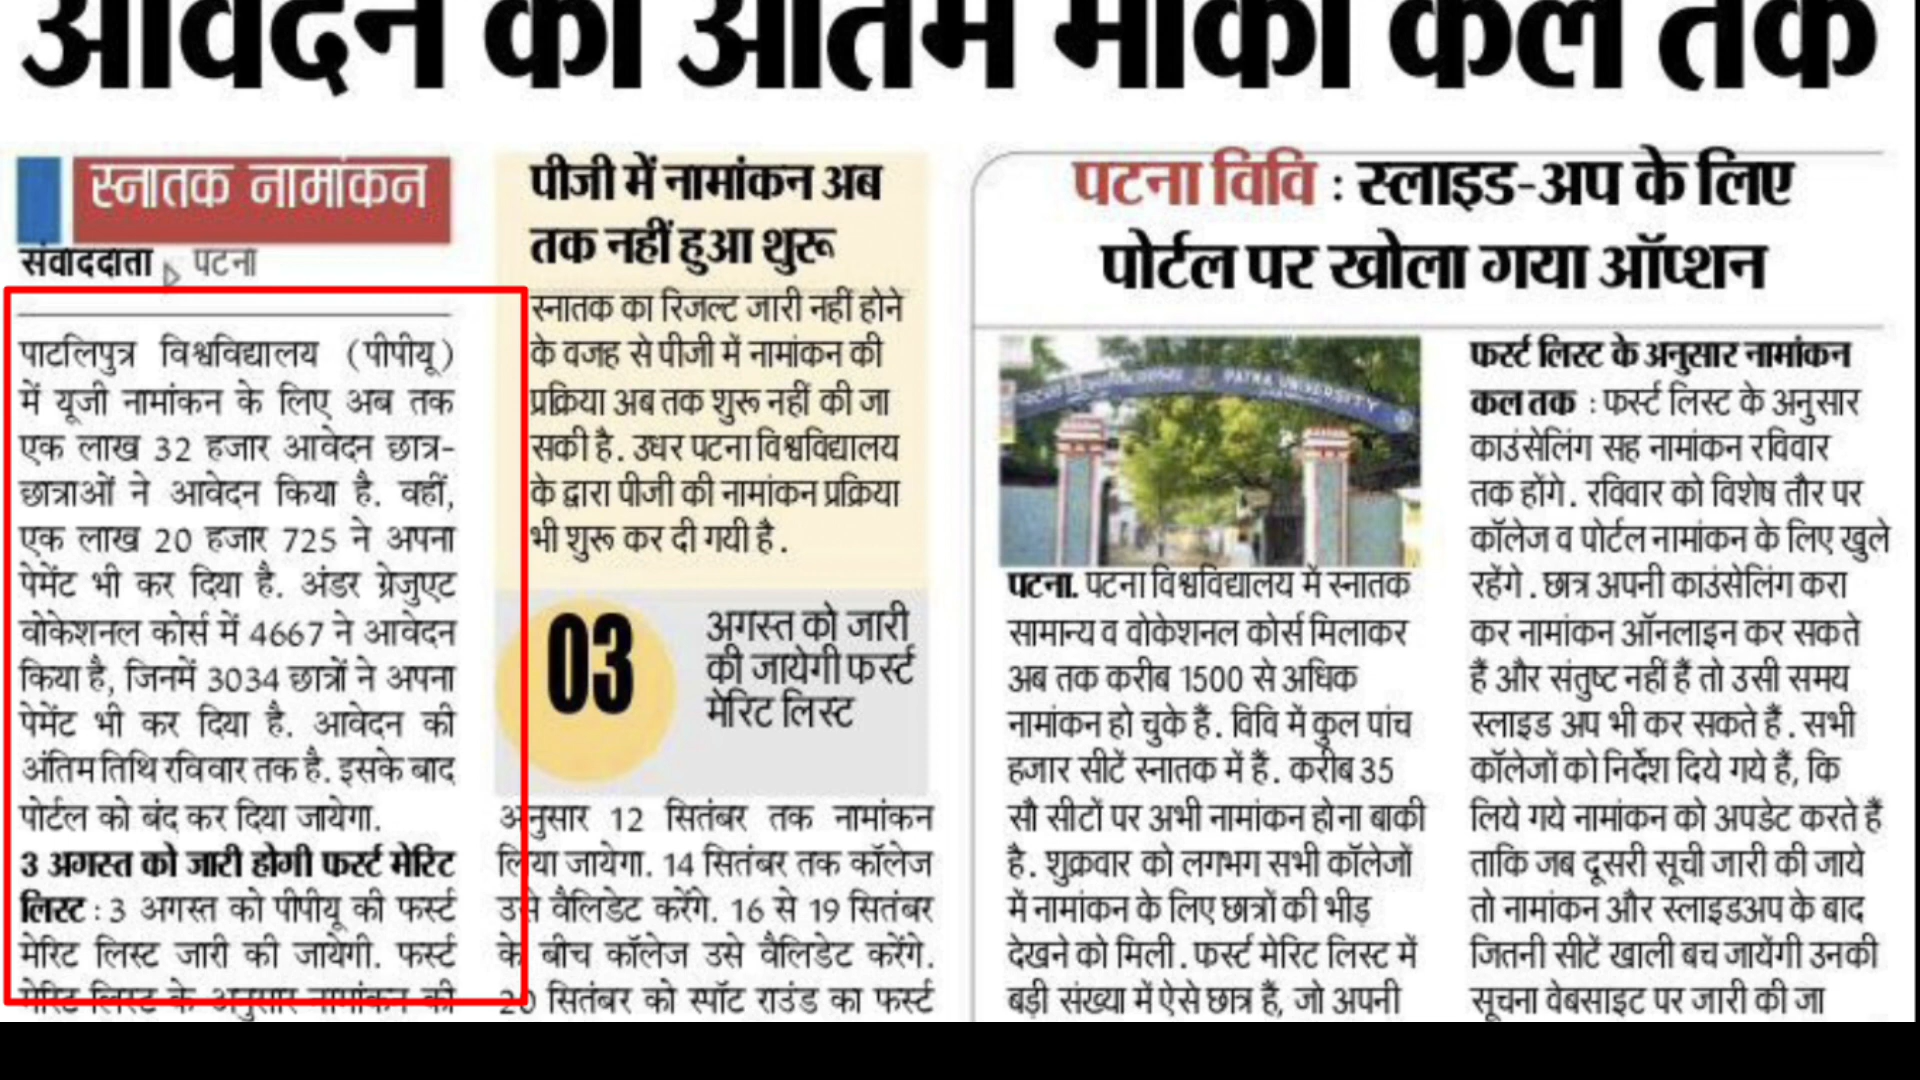 आवेदन का अंतिम मौका कल तक
स्नातक नामांकन
संवाददाता पटना
पाटलिपुत्र विश्वविद्यालय (पीपीयू)
में यूजी नामांकन के लिए अब तक
एक लाख 32 हजार आवेदन छात्र-
छात्राओं ने आवेदन किया है. वहीं,
एक लाख 20 हजार 725 ने अपना
पेमेंट भी कर दिया है. अंडर ग्रेजुएट
वोकेशनल कोर्स में 4667 ने आवेदन
किया है, जिनमें 3034 छात्रों ने अपना
पेमेंट भी कर दिया है. आवेदन की
अंतिम तिथि रविवार तक है. इसके बाद
पोर्टल को बंद कर दिया जायेगा.
3 अगस्त को जारी होगी फर्स्ट मेरिट
लिस्ट : 3 अगस्त को पीपीयू की फर्स्ट
मेरिट लिस्ट जारी की जायेगी. फर्स्ट
मेरिट लिस्ट के अनुसार नामांकन की
पीजी में नामांकन अब
तक नहीं हुआ शुरू
स्नातक का रिजल्ट जारी नहीं होने
के वजह से पीजी में नामांकन की
प्रक्रिया अब तक शुरू नहीं की जा
सकी है. उधर पटना विश्वविद्यालय
के द्वारा पीजी की नामांकन प्रक्रिया
भी शुरू कर दी गयी है.
03
अगस्त को जारी
की जायेगी फर्स्ट
मेरिट लिस्ट
अनुसार 12 सितंबर तक नामांकन
लिया जायेगा. 14 सितंबर तक कॉलेज
उसे वैलिडेट करेंगे. 16 से 19 सितंबर
के बीच कॉलेज उसे वैलिडेट करेंगे.
20 सितंबर को स्पॉट राउंड का फर्स्ट
पटना विवि : स्लाइड-अप के लिए
पोर्टल पर खोला गया ऑप्शन
PATNA UNIVERSITY
पटना. पटना विश्वविद्यालय में स्नातक
सामान्य व वोकेशनल कोर्स मिलाकर
अब तक करीब 1500 से अधिक
नामांकन हो चुके हैं. विवि में कुल पांच
हजार सीटें स्नातक में हैं. करीब 35
सौ सीटों पर अभी नामांकन होना बाकी
है. शुक्रवार को लगभग सभी कॉलेजों
में नामांकन के लिए छात्रों की भीड़
देखने को मिली. फर्स्ट मेरिट लिस्ट में
बड़ी संख्या में ऐसे छात्र हैं, जो अपनी
फर्स्ट लिस्ट के अनुसार नामांकन
कल तक : फर्स्ट लिस्ट के अनुसार
काउंसेलिंग सह नामांकन रविवार
तक होंगे. रविवार को विशेष तौर पर
कॉलेज व पोर्टल नामांकन के लिए खुले
रहेंगे. छात्र अपनी काउंसेलिंग करा
कर नामांकन ऑनलाइन कर सकते
हैं और संतुष्ट नहीं हैं तो उसी समय
स्लाइड अप भी कर सकते हैं. सभी
कॉलेजों को निर्देश दिये गये हैं, कि
लिये गये नामांकन को अपडेट करते हैं
ताकि जब दूसरी सूची जारी की जाये
तो नामांकन और स्लाइडअप के बाद
जितनी सीटें खाली बच जायेंगी उनकी
सूचना वेबसाइट पर जारी की जा